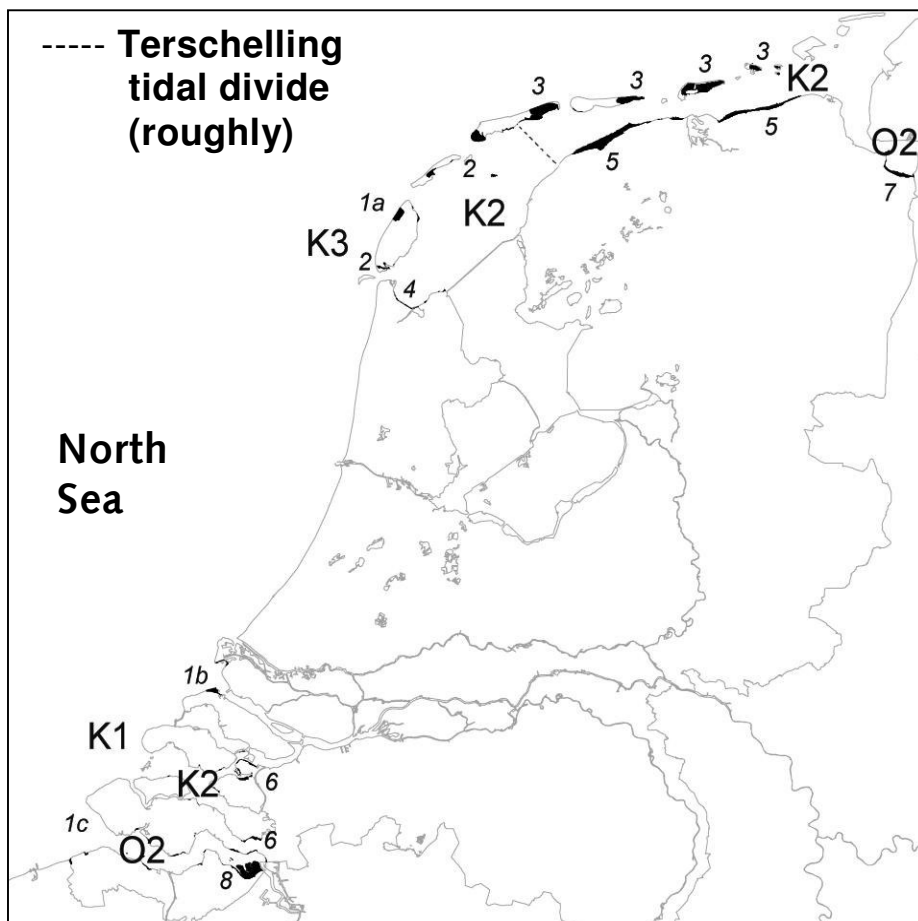 ----- Terschelling
tidal divide
(roughly)
3
3
3
3
K2
5
5
O2
7
2
K2
1a
K3
2
4
North
Sea
1b
K1
K2
6
1c
O2
6
8